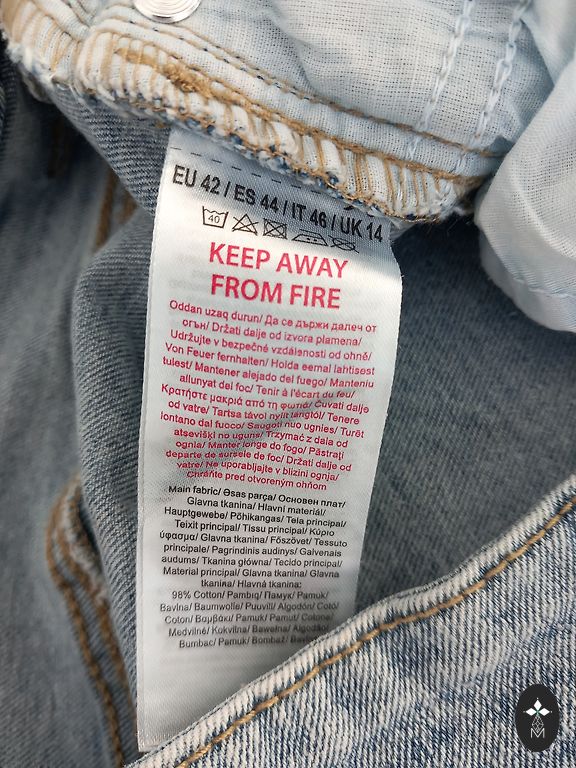 EU 42 / ES 44 / IT 46 / UK 14
40
KEEP AWAY
FROM FIRE
Oddan uzaq durun/ Да се държи далеч от
огън/ Držati dalje od izvora plamena/
Udržujte v bezpečné vzdálenosti od ohně/
Von Feuer fernhalten/ Hoida eemal lahtisest
tulest/ Mantener alejado del fuego/ Manteniu
allunyat del foc/ Tenir à l'écart du feu/
Κρατήστε μακριά από τη φωτιά/ Čuvati dalje
od vatre/ Tartsa távol nyílt lángtól/ Tenere
lontano dal fuoco/ Saugoti nuo ugnies/ Turēt
atsevišķi no uguns/ Trzymać z dala od
ognia/ Manter longe do fogo/ Păstrați
departe de sursele de foc/ Držati dalje od
vatre/ Ne uporabljajte v blizini ognja/
Chráňte pred otvoreným ohňom
Main fabric/ Əsas parça/ Основен плат/
Glavna tkanina/ Hlavní materiál/
Hauptgewebe/ Põhikangas/ Tela principal/
Teixit principal/ Tissu principal/ Κύριο
ύφασμα/ Glavna tkanina/ Főszövet/ Tessuto
principale/ Pagrindinis audinys/ Galvenais
audums/ Tkanina główna/ Tecido principal/
Material principal/ Glavna tkanina/ Glavna
tkanina/ Hlavná tkanina:
98% Cotton/ Pambıq/ Памук/ Pamuk/
Bavlna/ Baumwolle/ Puuvill/ Algodón/ Cotó/
Coton/ Βαμβάκι/ Pamuk/ Pamut/ Cotone/
Medvilnė/ Kokvilna/ Bawełna/ Algodão/
Bumbac/ Pamuk/ Bombaž/
M